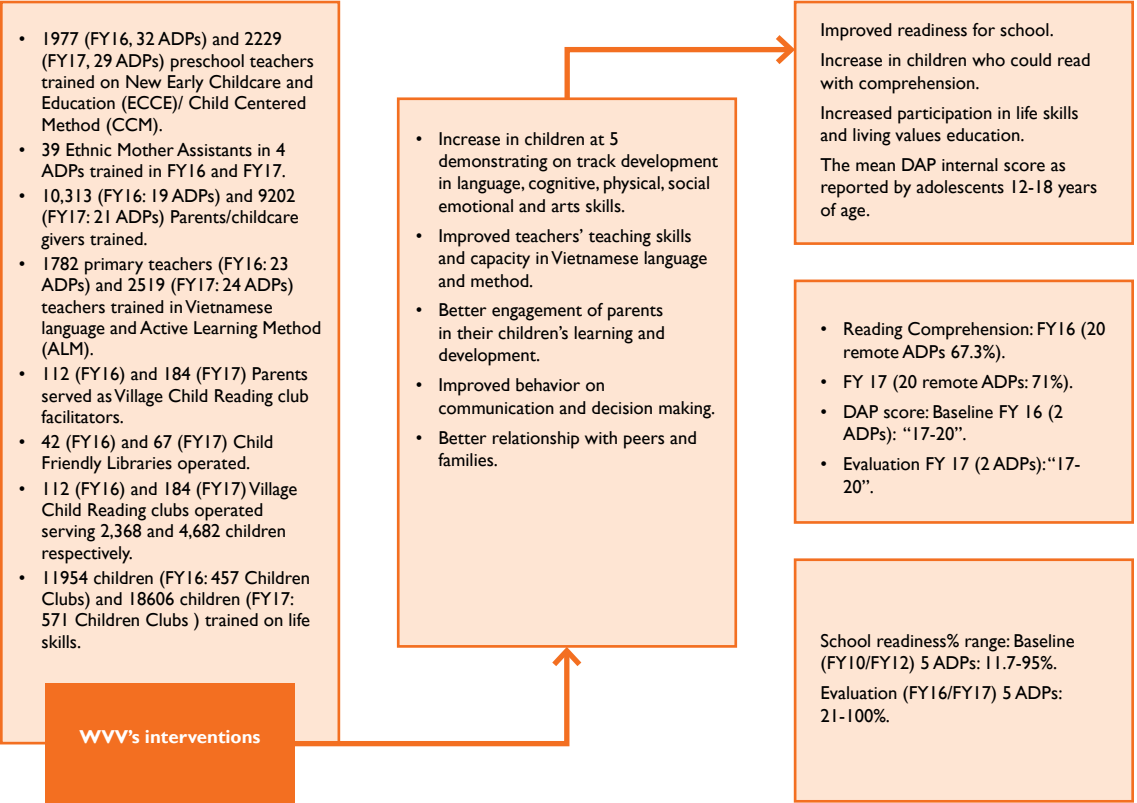 • 1977 (FY16, 32 ADPs) and 2229
(FY17, 29 ADPs) preschool teachers
trained on New Early Childcare and
Education (ECCE)/ Child Centered
Method (CCM).
• 39 Ethnic Mother Assistants in 4
ADPs trained in FY16 and FY17.
• 10,313 (FY16: 19 ADPs) and 9202
(FY17: 21 ADPs) Parents/childcare
givers trained.
• 1782 primary teachers (FY16: 23
ADPs) and 2519 (FY17: 24 ADPs)
teachers trained in Vietnamese
language and Active Learning Method
(ALM).
• 112 (FY16) and 184 (FY17) Parents
served as Village Child Reading club
facilitators.
• 42 (FY16) and 67 (FY17) Child
Friendly Libraries operated.
• 112 (FY16) and 184 (FY17) Village
Child Reading clubs operated
serving 2,368 and 4,682 children
respectively.
• 11954 children (FY16: 457 Children
Clubs) and 18606 children (FY17:
571 Children Clubs ) trained on life
skills.
WVV's interventions
• Increase in children at 5
demonstrating on track development
in language, cognitive, physical, social
emotional and arts skills.
• Improved teachers' teaching skills
and capacity in Vietnamese language
and method.
• Better engagement of parents
in their children's learning and
development.
• Improved behavior on
communication and decision making.
• Better relationship with peers and
families.
Improved readiness for school.
Increase in children who could read
with comprehension.
Increased participation in life skills
and living values education.
The mean DAP internal score as
reported by adolescents 12-18 years
of age.
• Reading Comprehension: FY16 (20
remote ADPs 67.3%).
• FY 17 (20 remote ADPs: 71%).
• DAP score: Baseline FY 16 (2
ADPs): “17-20”.
• Evaluation FY 17 (2 ADPs): “17-
20”.
School readiness% range: Baseline
(FY10/FY12) 5 ADPs: 11.7-95%.
Evaluation (FY16/FY17) 5 ADPs:
21-100%.